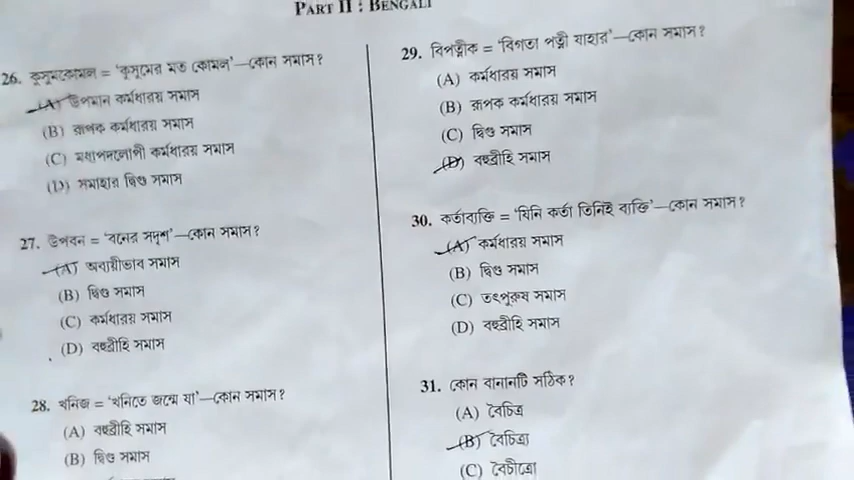 PART II : BENGALI
26. কুসুমকোমল = 'কুসুমের মত কোমল'—কোন সমাস?
(A) উপমান কর্মধারয় সমাস
(B) রূপক কর্মধারয় সমাস
(C) মধ্যপদলোপী কর্মধারয় সমাস
(D) সমাহার দ্বিগু সমাস
27. উপবন = 'বনের সদৃশ'—কোন সমাস?
(A) অব্যয়ীভাব সমাস
(B) দ্বিগু সমাস
(C) কর্মধারয় সমাস
(D) বহুব্রীহি সমাস
28. খনিজ = 'খনিতে জন্মে যা'—কোন সমাস?
(A) বহুব্রীহি সমাস
(B) দ্বিগু সমাস
29. বিপত্নীক = 'বিগতা পত্নী যাহার'—কোন সমাস?
(A) কর্মধারয় সমাস
(B) রূপক কর্মধারয় সমাস
(C) দ্বিগু সমাস
(D) বহুব্রীহি সমাস
30. কর্তাব্যক্তি = 'যিনি কর্তা তিনিই ব্যক্তি'—কোন সমাস?
(A) কর্মধারয় সমাস
(B) দ্বিগু সমাস
(C) তৎপুরুষ সমাস
(D) বহুব্রীহি সমাস
31. কোন বানানটি সঠিক?
(A) বৈচিত্র
(B) বৈচিত্র্য
(C) বৈচীত্র্যে